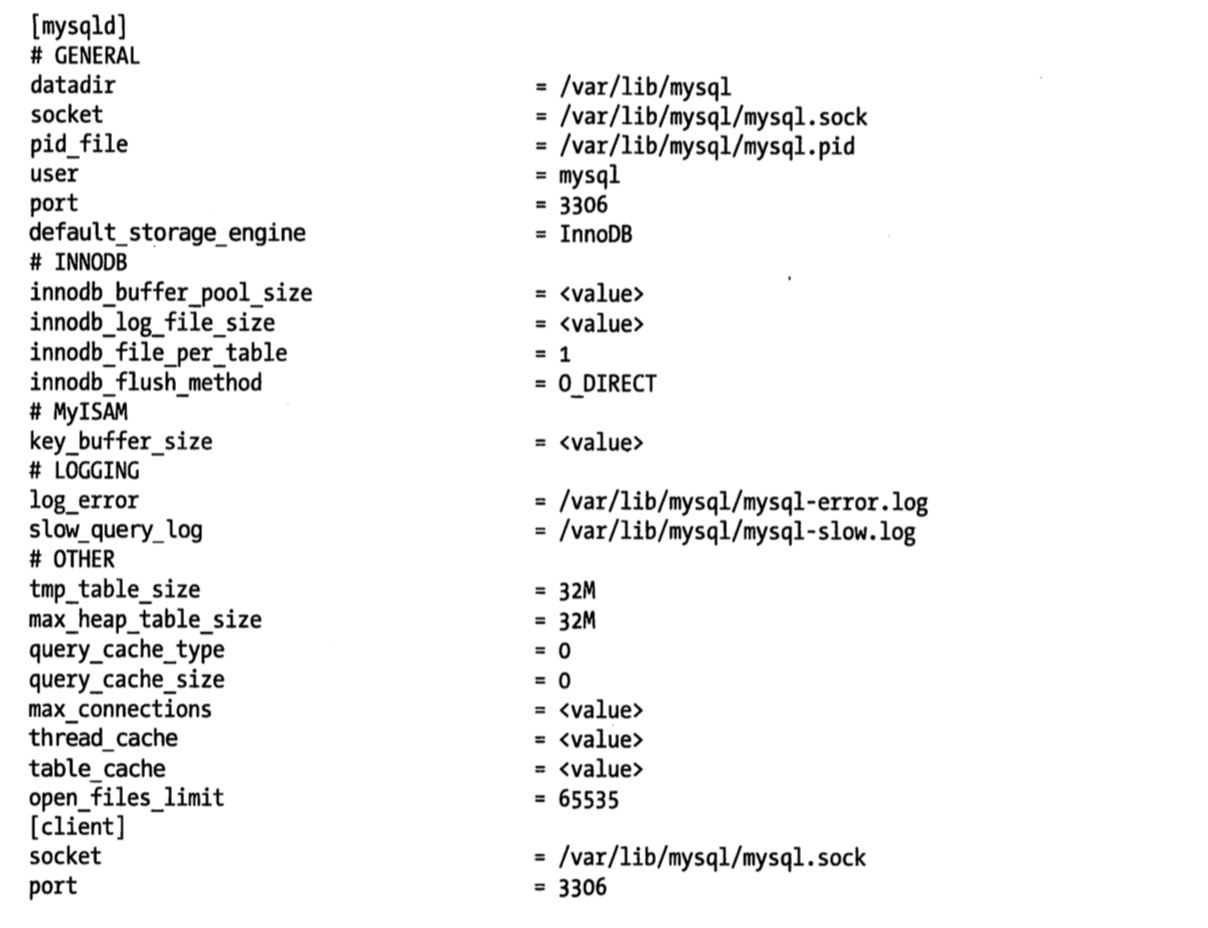 [mysqld]
# GENERAL
datadir = /var/lib/mysql
socket = /var/lib/mysql/mysql.sock
pid_file = /var/lib/mysql/mysql.pid
user = mysql
port = 3306
default_storage_engine = InnoDB
# INNODB
innodb_buffer_pool_size = <value>
innodb_log_file_size = <value>
innodb_file_per_table = 1
innodb_flush_method = O_DIRECT
# MyISAM
key_buffer_size = <value>
# LOGGING
log_error = /var/lib/mysql/mysql-error.log
slow_query_log = /var/lib/mysql/mysql-slow.log
# OTHER
tmp_table_size = 32M
max_heap_table_size = 32M
query_cache_type = 0
query_cache_size = 0
max_connections = <value>
thread_cache = <value>
table_cache = <value>
open_files_limit = 65535
[client]
socket = /var/lib/mysql/mysql.sock
port = 3306